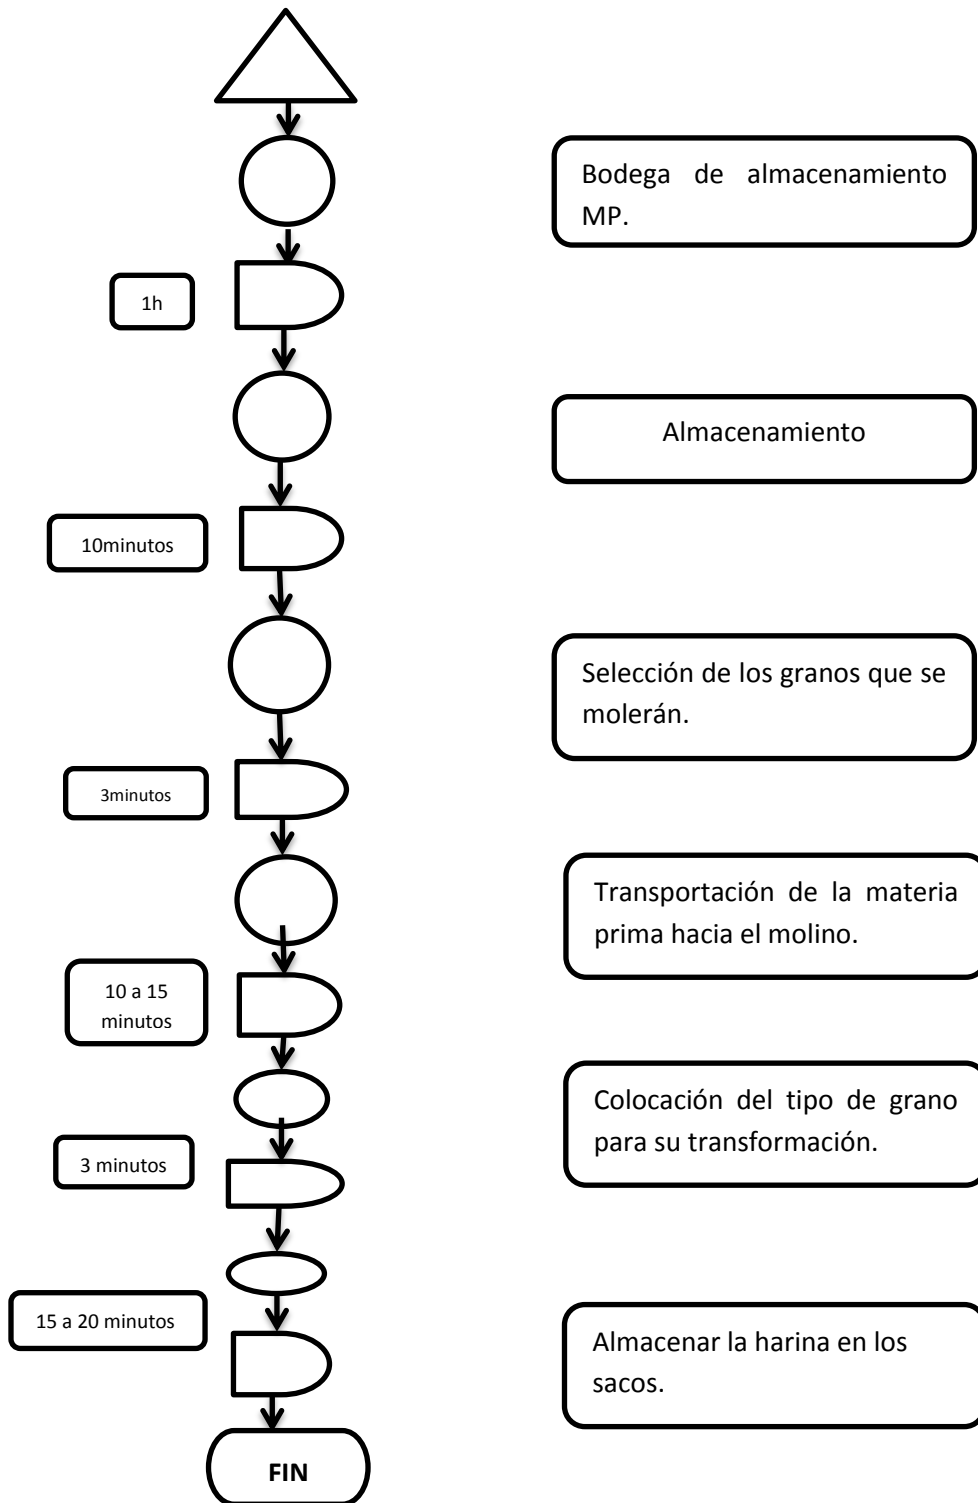 Bodega de almacenamiento
MP.
1h
Almacenamiento
10minutos
Selección de los granos que se
molerán.
3minutos
Transportación de la materia
prima hacia el molino.
10 a 15
minutos
Colocación del tipo de grano
para su transformación.
3 minutos
15 a 20 minutos
Almacenar la harina en los
sacos.
FIN